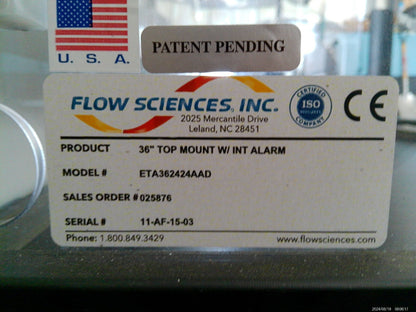 U. S. A.
PATENT PENDING
FLOW SCIENCES, INC.
2025 Mercantile Drive
Leland, NC 28451
CERTIFIED
ISO
COMPANY
CE
PRODUCT 36" TOP MOUNT W/ INT ALARM
MODEL # ETA362424AAD
SALES ORDER # 025876
SERIAL # 11-AF-15-03
Phone: 1.800.849.3429 www.flowsciences.com